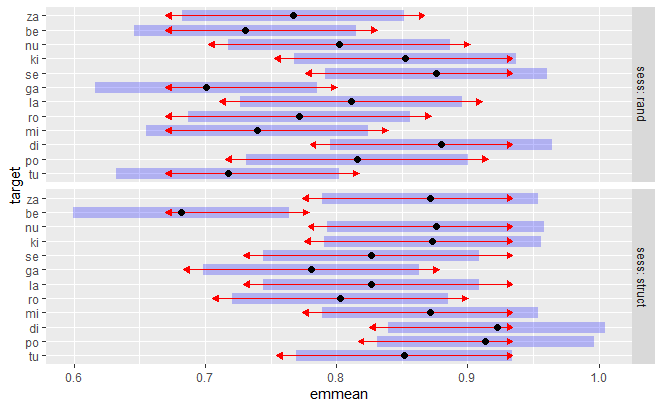 target
za
be
nu
ki
se
ga
la
ro
mi
di
po
tu
sess: rand
za
be
nu
ki
se
ga
la
ro
mi
di
po
tu
sess: struct
0.6 0.7 0.8 0.9 1.0
emmean